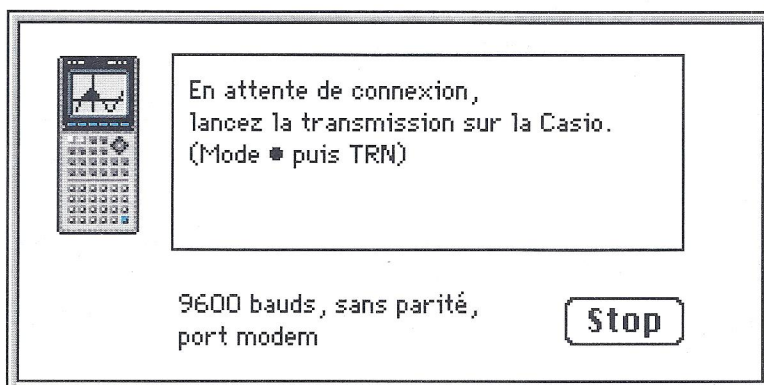 En attente de connexion,
lancez la transmission sur la Casio.
(Mode • puis TRN)
9600 bauds, sans parité,
port modem
Stop